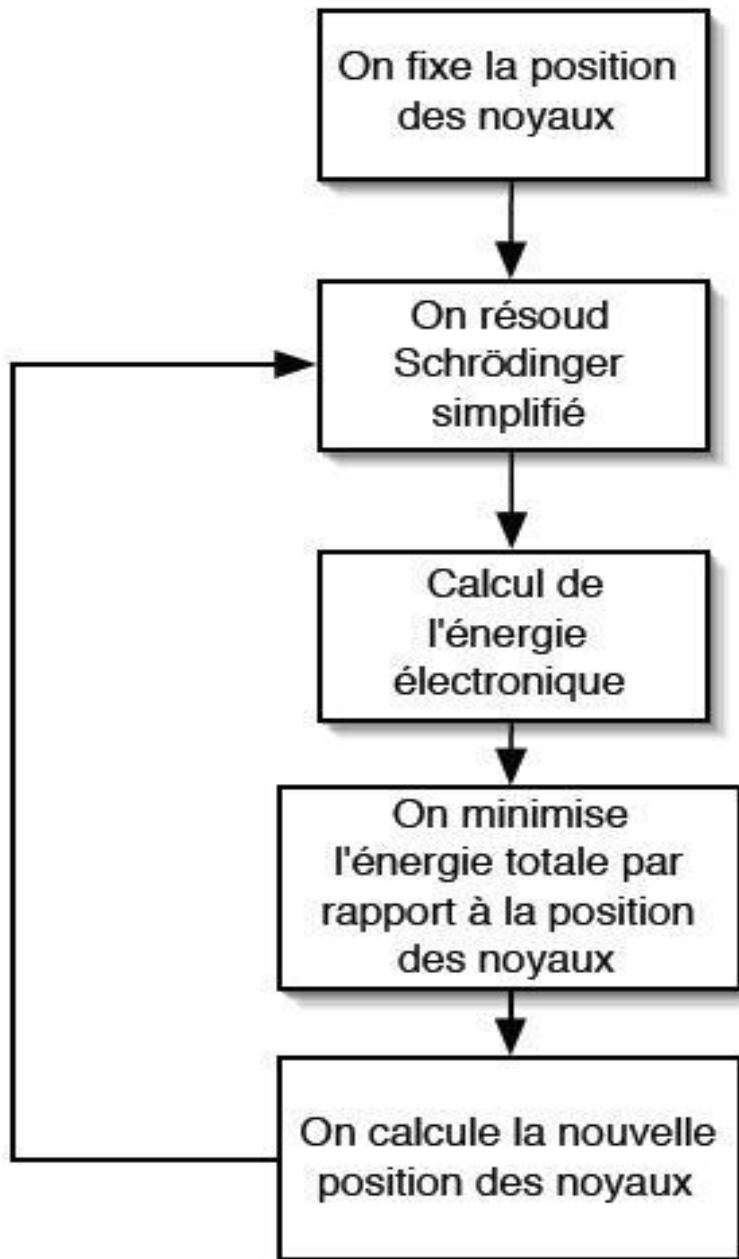 On fixe la position
des noyaux
On résoud
Schrödinger
simplifié
Calcul de
l'énergie
électronique
On minimise
l'énergie totale par
rapport à la position
des noyaux
On calcule la nouvelle
position des noyaux